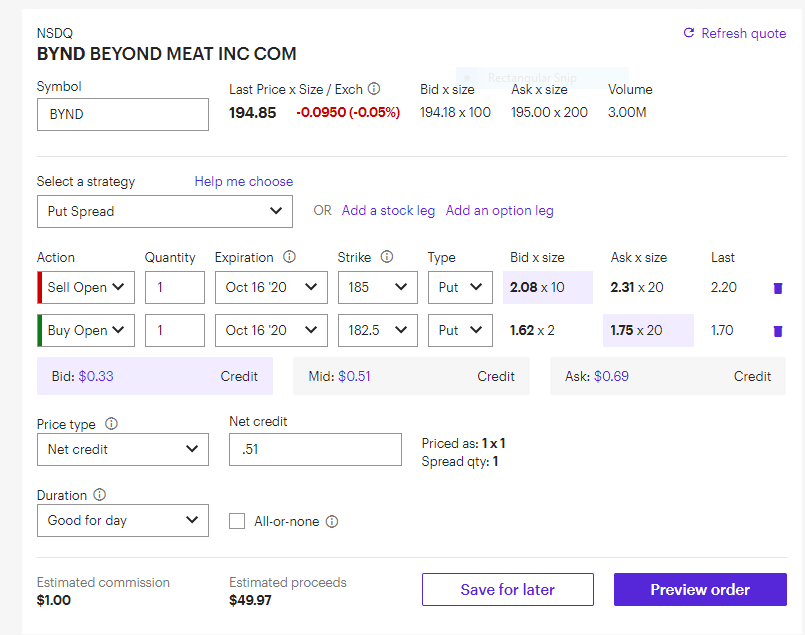 NSDQ
Refresh quote
BYND BEYOND MEAT INC COM
Rectangular Snip
Symbol
Last Price x Size / Exch
Bid x size
Ask x size
Volume
BYND
194.85
-0.0950 (-0.05%)
194.18 x 100
195.00 x 200
3.00M
Select a strategy
Help me choose
Put Spread
OR
Add a stock leg
Add an option leg
Action
Quantity
Expiration
Strike
Type
Bid x size
Ask x size
Last
Sell Open
1
Oct 16 '20
185
Put
2.08 x 10
2.31 x 20
2.20
Buy Open
1
Oct 16 '20
182.5
Put
1.62 x 2
1.75 x 20
1.70
Bid: $0.33
Credit
Mid: $0.51
Credit
Ask: $0.69
Credit
Price type
Net credit
Net credit
.51
Priced as: 1 x 1
Spread qty: 1
Duration
Good for day
All-or-none
Estimated commission
$1.00
Estimated proceeds
$49.97
Save for later
Preview order